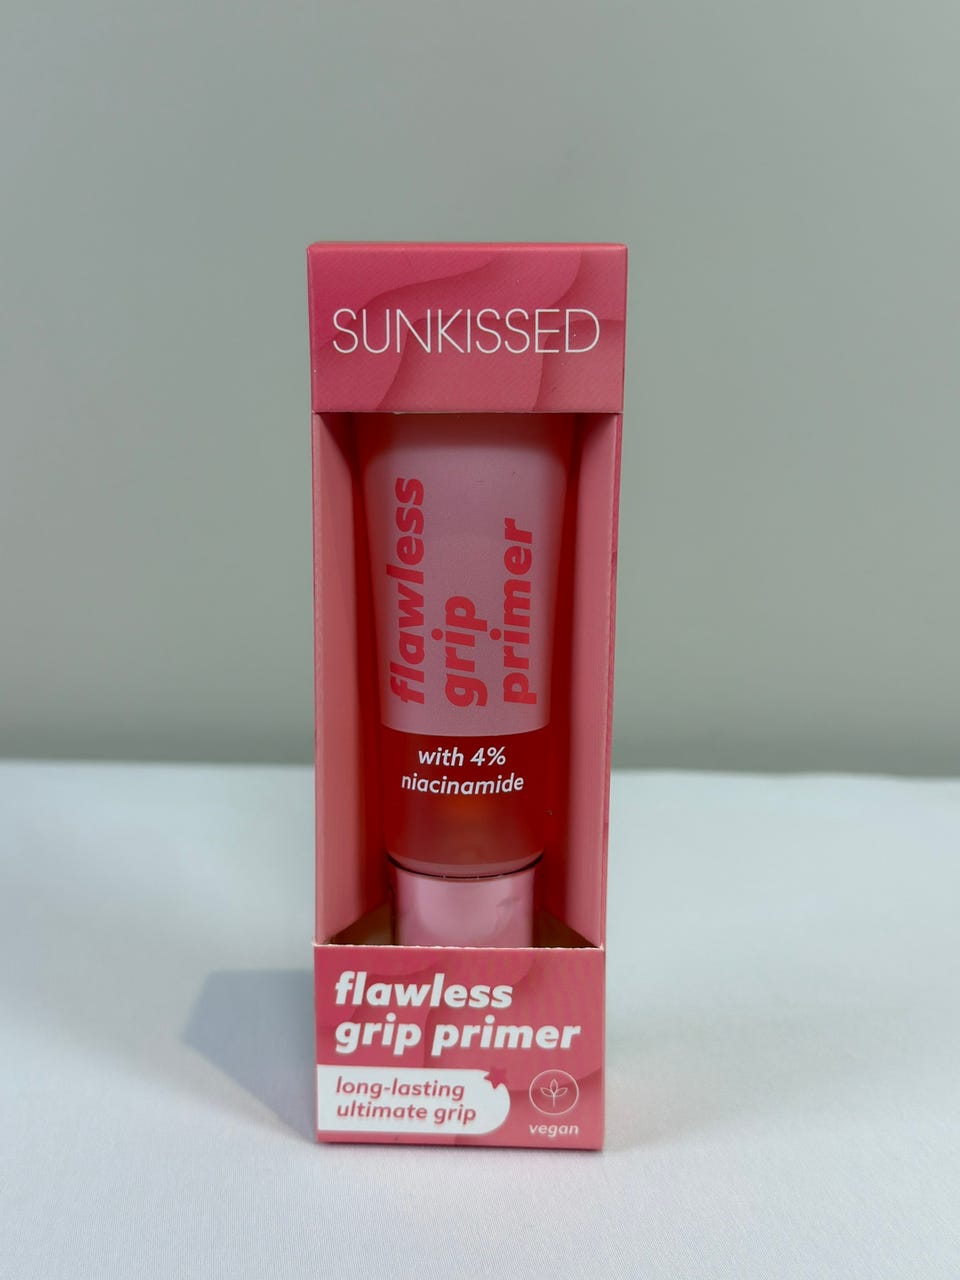 SUNKISSED
flawless
grip
primer
with 4%
niacinamide
flawless
grip primer
long-lasting
ultimate grip
vegan